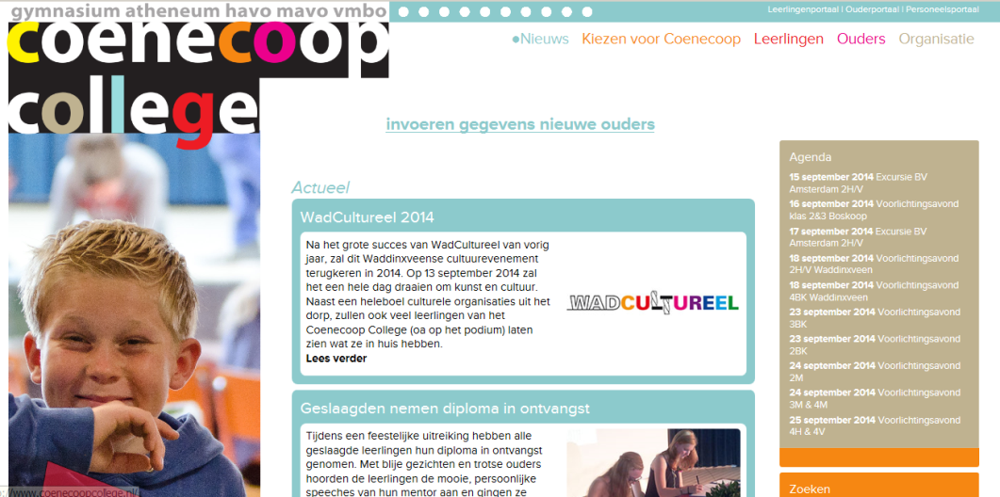 gymnasium atheneum havo mavo vmbo
Leerlingenportaal | Ouderportaal | Personeelsportaal
coenecoop
college
Nieuws Kiezen voor Coenecoop Leerlingen Ouders Organisatie
invoeren gegevens nieuwe ouders
Actueel
WadCultureel 2014
Na het grote succes van WadCultureel van vorig
jaar, zal dit Waddinxveense cultuurevenement
terugkeren in 2014. Op 13 september 2014 zal
het een hele dag draaien om kunst en cultuur.
Naast een heleboel culturele organisaties uit het
dorp, zullen ook veel leerlingen van het
Coenecoop College (oa op het podium) laten
zien wat ze in huis hebben.
Lees verder
WADCULTUREEL
Geslaagden nemen diploma in ontvangst
Tijdens een feestelijke uitreiking hebben alle
geslaagde leerlingen hun diploma in ontvangst
genomen. Met blije gezichten en trotse ouders
hoorden de leerlingen de mooie, persoonlijke
speeches van hun mentor aan en gingen ze
Agenda
15 september 2014 Excursie BV
Amsterdam 2H/V
16 september 2014 Voorlichtingsavond
klas 2&3 Boskoop
17 september 2014 Excursie BV
Amsterdam 2H/V
18 september 2014 Voorlichtingsavond
2H/V Waddinxveen
18 september 2014 Voorlichtingsavond
4BK Waddinxveen
23 september 2014 Voorlichtingsavond
3BK
23 september 2014 Voorlichtingsavond
2BK
24 september 2014 Voorlichtingsavond
2M
24 september 2014 Voorlichtingsavond
3M & 4M
25 september 2014 Voorlichtingsavond
4H & 4V
Zoeken
://www.coenecoopcollege.nl/